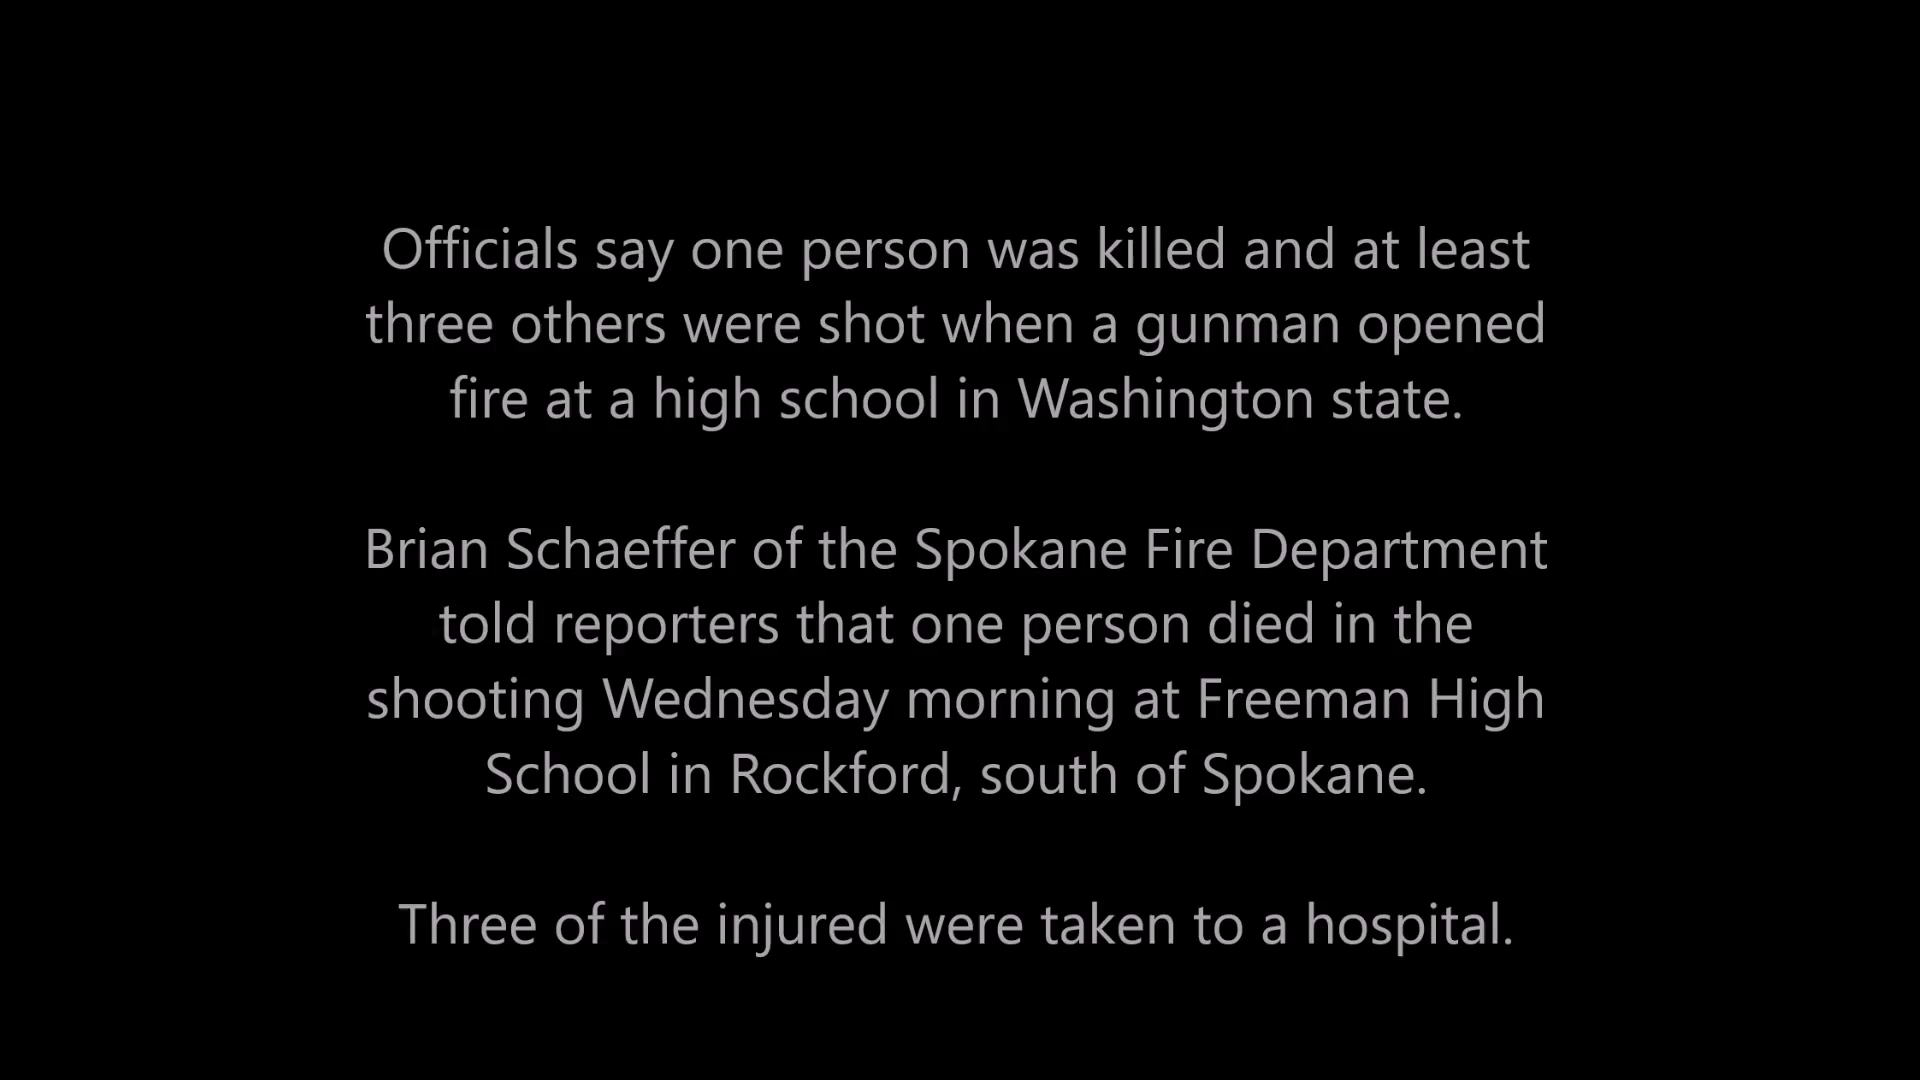 Officials say one person was killed and at least
three others were shot when a gunman opened
fire at a high school in Washington state.
Brian Schaeffer of the Spokane Fire Department
told reporters that one person died in the
shooting Wednesday morning at Freeman High
School in Rockford, south of Spokane.
Three of the injured were taken to a hospital.